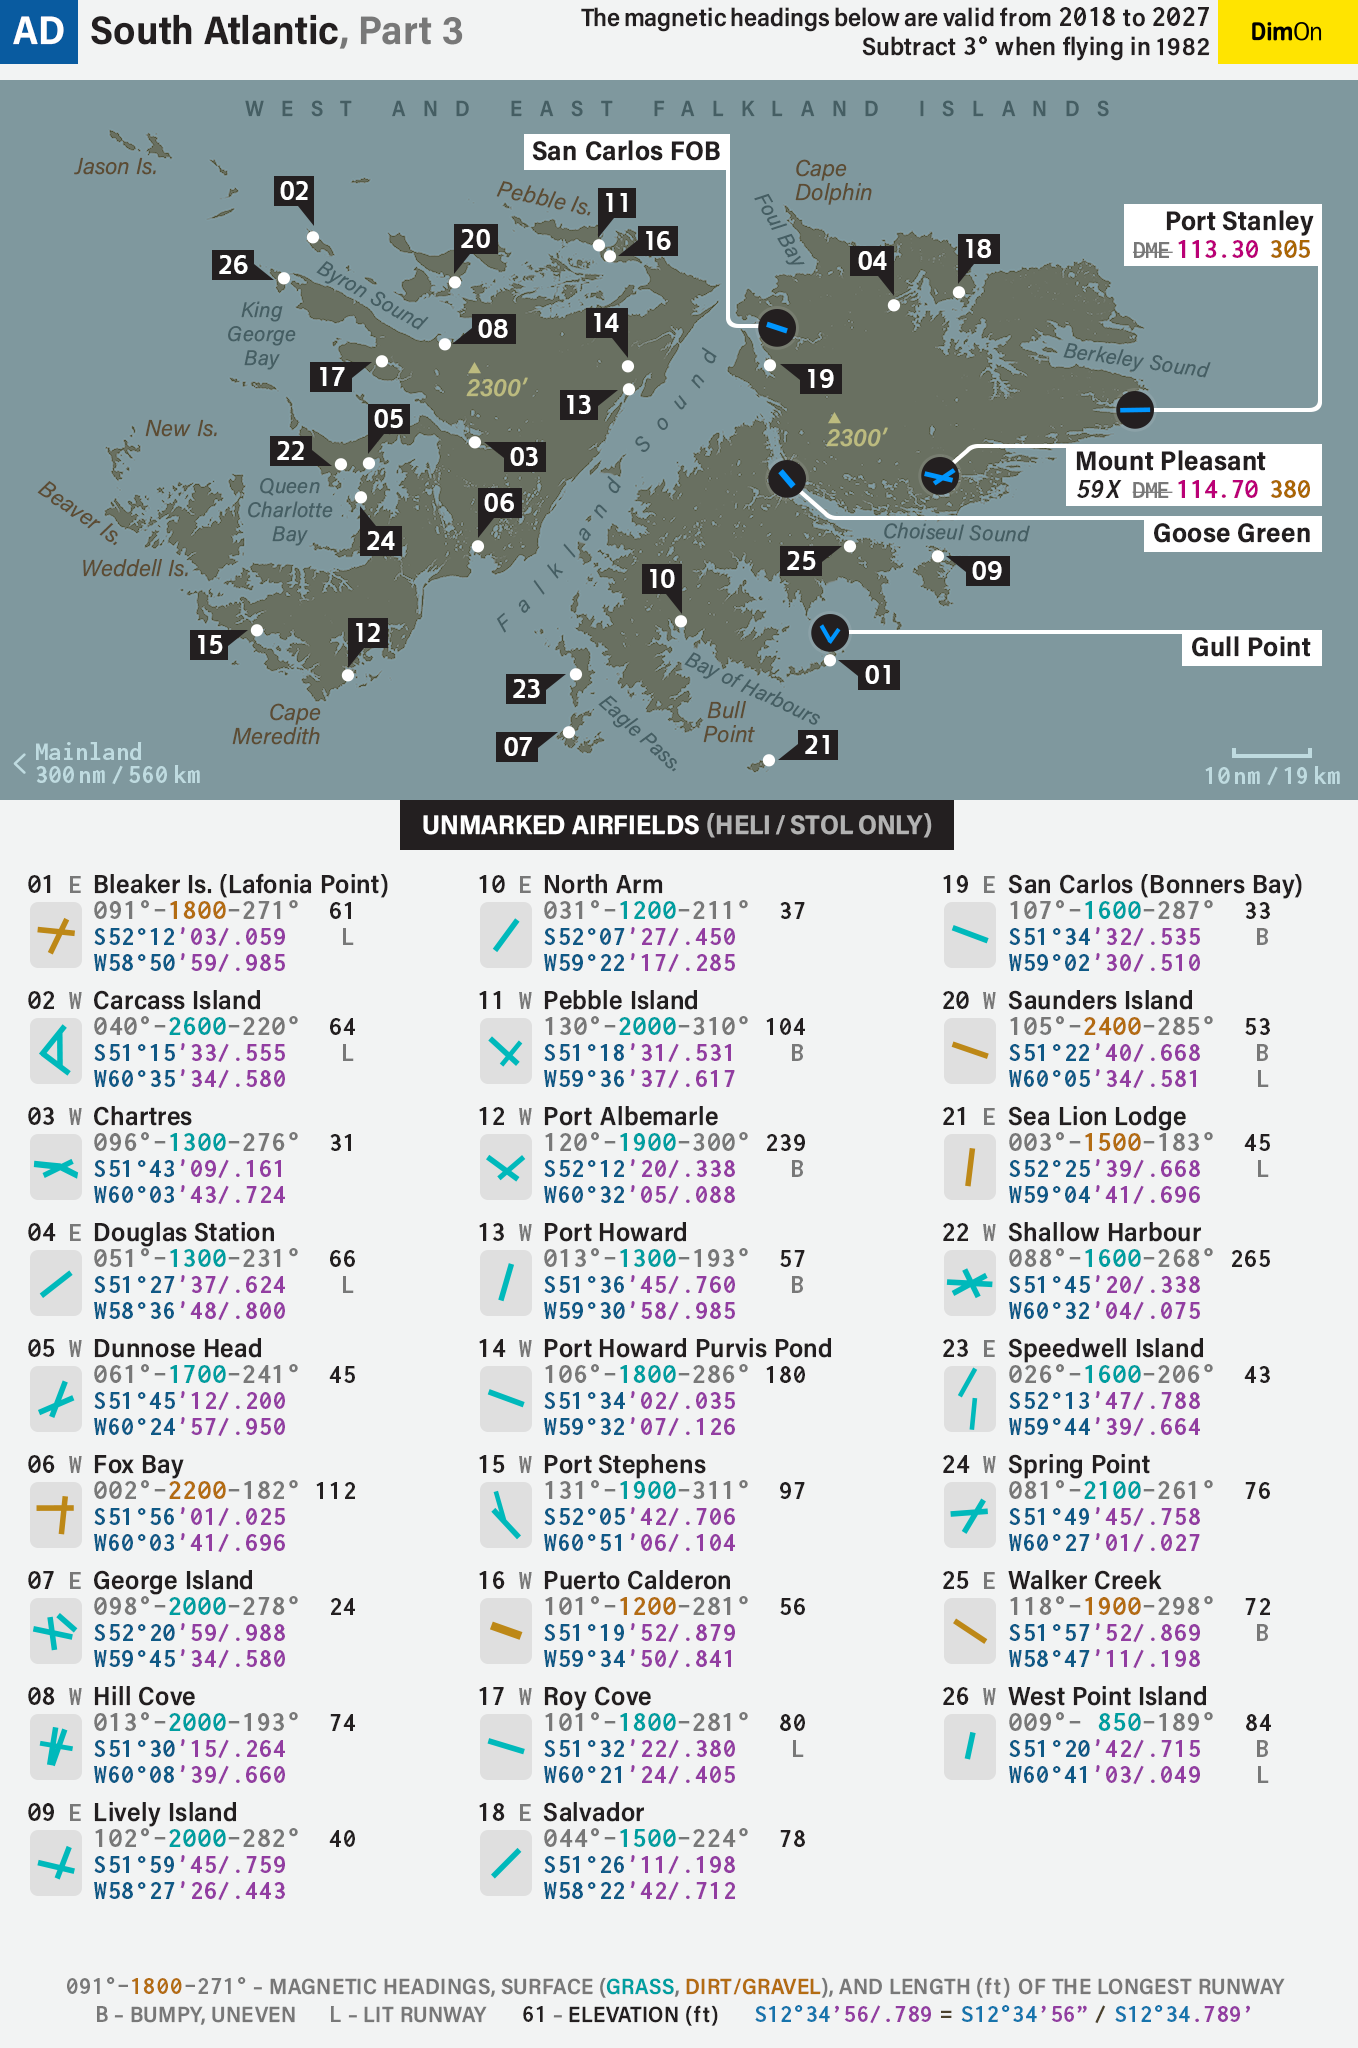 AD South Atlantic, Part 3
The magnetic headings below are valid from 2018 to 2027
Subtract 3° when flying in 1982
DimOn
WEST AND EAST FALKLAND ISLANDS
Jason Is.
San Carlos FOB
Cape
Dolphin
Pebble Is.
Foul Bay
Port Stanley
DME 113.30 305
02
11
20
16
26
04
18
Byron Sound
King
George
Bay
08
14
17
2300′
13
19
Berkeley Sound
New Is.
05
2300′
22
03
Mount Pleasant
59X DME 114.70 380
Queen
Charlotte
Bay
Beaver Is.
06
Falkland Sound
24
Choiseul Sound
Goose Green
Weddell Is.
25
09
10
15
12
Gull Point
01
23
Bay of Harbours
Eagle Pass.
Bull
Point
Cape
Meredith
07
21
< Mainland
300 nm / 560 km
10 nm / 19 km
UNMARKED AIRFIELDS (HELI / STOL ONLY)
01 E Bleaker Is. (Lafonia Point)
091°-1800-271° 61
S52°12′03/.059 L
W58°50′59/.985
02 W Carcass Island
040°-2600-220° 64
S51°15′33/.555 L
W60°35′34/.580
03 W Chartres
096°-1300-276° 31
S51°43′09/.161
W60°03′43/.724
04 E Douglas Station
051°-1300-231° 66
S51°27′37/.624 L
W58°36′48/.800
05 W Dunnose Head
061°-1700-241° 45
S51°45′12/.200
W60°24′57/.950
06 W Fox Bay
002°-2200-182° 112
S51°56′01/.025
W60°03′41/.696
07 E George Island
098°-2000-278° 24
S52°20′59/.988
W59°45′34/.580
08 W Hill Cove
013°-2000-193° 74
S51°30′15/.264
W60°08′39/.660
09 E Lively Island
102°-2000-282° 40
S51°59′45/.759
W58°27′26/.443
10 E North Arm
031°-1200-211° 37
S52°07′27/.450
W59°22′17/.285
11 W Pebble Island
130°-2000-310° 104
S51°18′31/.531 B
W59°36′37/.617
12 W Port Albemarle
120°-1900-300° 239
S52°12′20/.338 B
W60°32′05/.088
13 W Port Howard
013°-1300-193° 57
S51°36′45/.760 B
W59°30′58/.985
14 W Port Howard Purvis Pond
106°-1800-286° 180
S51°34′02/.035
W59°32′07/.126
15 W Port Stephens
131°-1900-311° 97
S52°05′42/.706
W60°51′06/.104
16 W Puerto Calderon
101°-1200-281° 56
S51°19′52/.879
W59°34′50/.841
17 W Roy Cove
101°-1800-281° 80
S51°32′22/.380 L
W60°21′24/.405
18 E Salvador
044°-1500-224° 78
S51°26′11/.198
W58°22′42/.712
19 E San Carlos (Bonners Bay)
107°-1600-287° 33
S51°34′32/.535 B
W59°02′30/.510
20 W Saunders Island
105°-2400-285° 53
S51°22′40/.668 B
W60°05′34/.581 L
21 E Sea Lion Lodge
003°-1500-183° 45
S52°25′39/.668 L
W59°04′41/.696
22 W Shallow Harbour
088°-1600-268° 265
S51°45′20/.338
W60°32′04/.075
23 E Speedwell Island
026°-1600-206° 43
S52°13′47/.788
W59°44′39/.664
24 W Spring Point
081°-2100-261° 76
S51°49′45/.758
W60°27′01/.027
25 E Walker Creek
118°-1900-298° 72
S51°57′52/.869 B
W58°47′11/.198
26 W West Point Island
009°- 850-189° 84
S51°20′42/.715 B
W60°41′03/.049 L
091°-1800-271° – MAGNETIC HEADINGS, SURFACE (GRASS, DIRT/GRAVEL), AND LENGTH (ft) OF THE LONGEST RUNWAY
B – BUMPY, UNEVEN L – LIT RUNWAY 61 – ELEVATION (ft) S12°34′56/.789 = S12°34′56″ / S12°34.789′